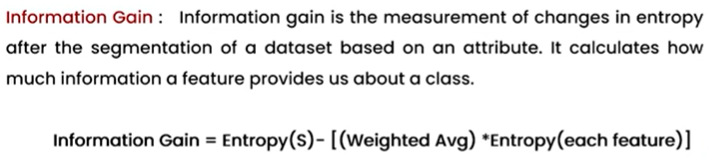 Information Gain : Information gain is the measurement of changes in entropy
after the segmentation of a dataset based on an attribute. It calculates how
much information a feature provides us about a class.
Information Gain = Entropy(S)- [(Weighted Avg) *Entropy(each feature)]